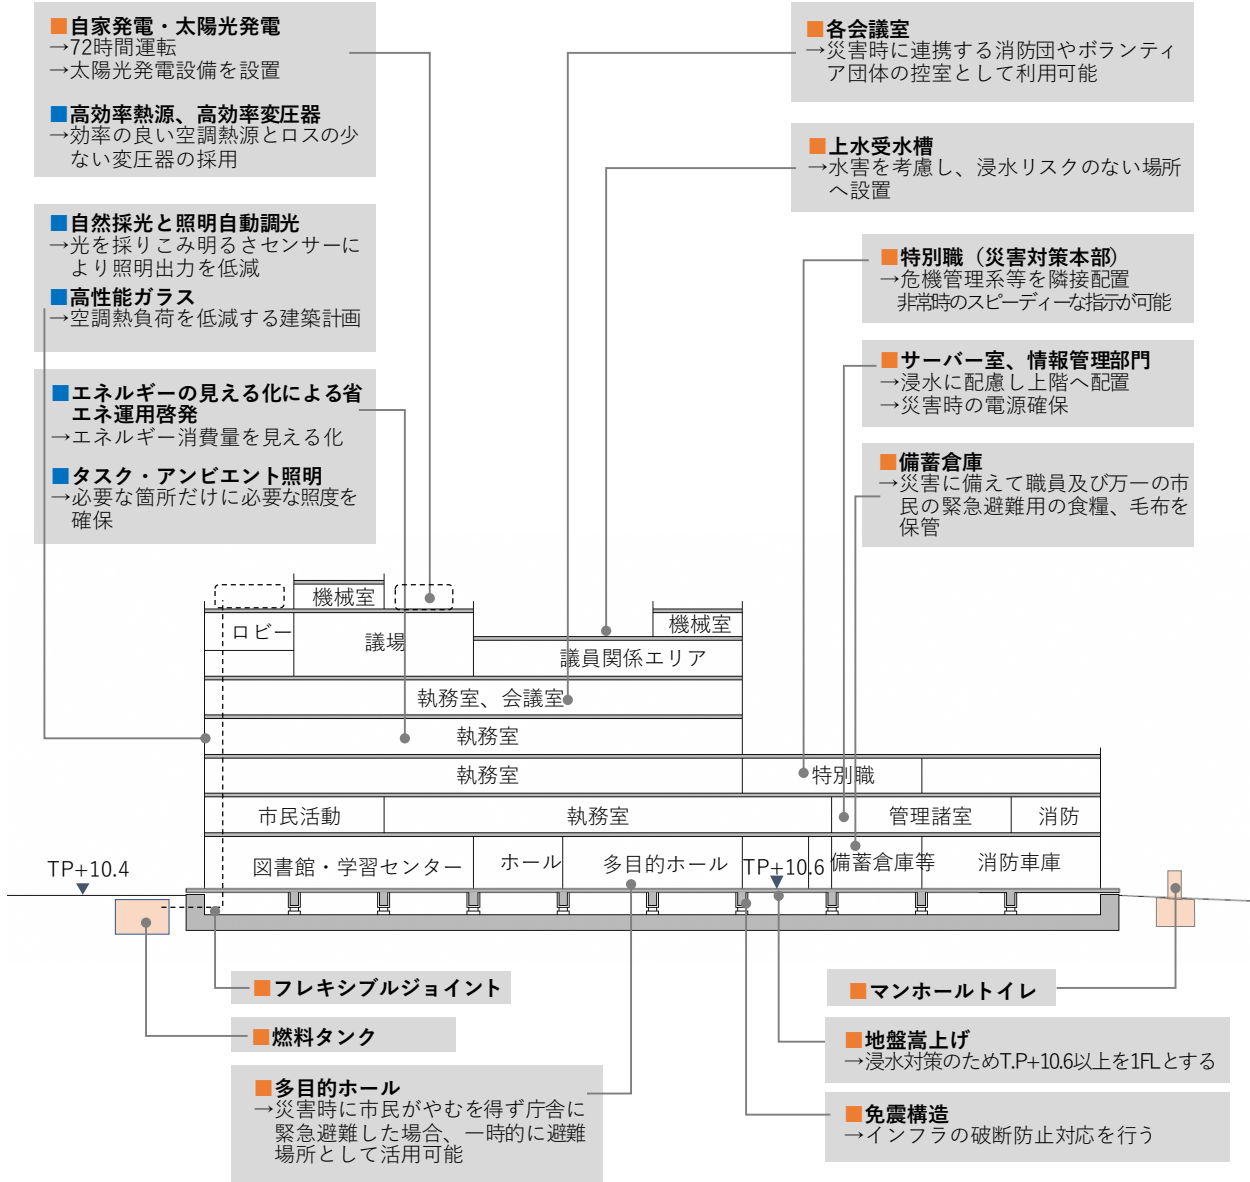 ■自家発電・太陽光発電
→72時間運転
→太陽光発電設備を設置
■高効率熱源、高効率変圧器
→効率の良い空調熱源とロスの少
ない変圧器の採用
■自然採光と照明自動調光
→光を採りこみ明るさセンサーに
より照明出力を低減
■高性能ガラス
→空調熱負荷を低減する建築計画
■エネルギーの見える化による省
エネ運用啓発
→エネルギー消費量を見える化
■タスク・アンビエント照明
→必要な箇所だけに必要な照度を
確保
■各会議室
→災害時に連携する消防団やボランティ
ア団体の控室として利用可能
■上水受水槽
→水害を考慮し、浸水リスクのない場所
へ設置
■特別職（災害対策本部）
→危機管理系等を隣接配置
非常時のスピーディーな指示が可能
■サーバー室、情報管理部門
→浸水に配慮し上階へ配置
→災害時の電源確保
■備蓄倉庫
→災害に備えて職員及び万一の市
民の緊急避難用の食糧、毛布を
保管
機械室
ロビー
議場
機械室
議員関係エリア
執務室、会議室
執務室
執務室
特別職
市民活動
執務室
管理諸室
消防
TP+10.4
図書館・学習センター
ホール
多目的ホール
TP+10.6
備蓄倉庫等
消防車庫
■フレキシブルジョイント
■燃料タンク
■多目的ホール
→災害時に市民がやむを得ず庁舎に
緊急避難した場合、一時的に避難
場所として活用可能
■マンホールトイレ
■地盤嵩上げ
→浸水対策のためT.P+10.6以上を1FLとする
■免震構造
→インフラの破断防止対応を行う